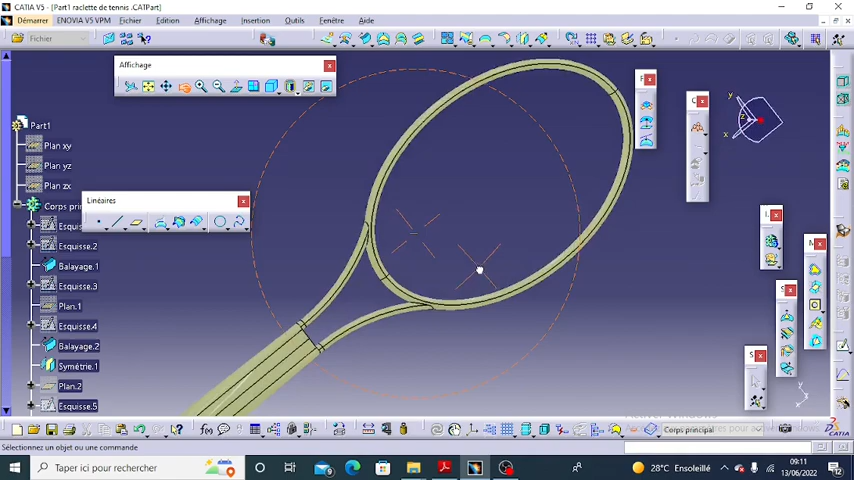 CATIA V5 - [Part1 raclette de tennis .CATPart]
Démarrer ENOVIA V5 VPM Fichier Edition Affichage Insertion Outils Fenêtre Aide
Fichier
Affichage
F
C
y
z
x
Part1
Plan xy
Plan yz
Plan zx
Linéaires
Corps prin
Esquisse
I.
Esquisse.2
M
Balayage.1
Esquisse.3
S
Plan.1
Esquisse.4
Balayage.2
S
Symétrie.1
Plan.2
Esquisse.5
Corps principal
Sélectionnez un objet ou une commande
Taper ici pour rechercher
28°C Ensoleillé
09:11
13/06/2022